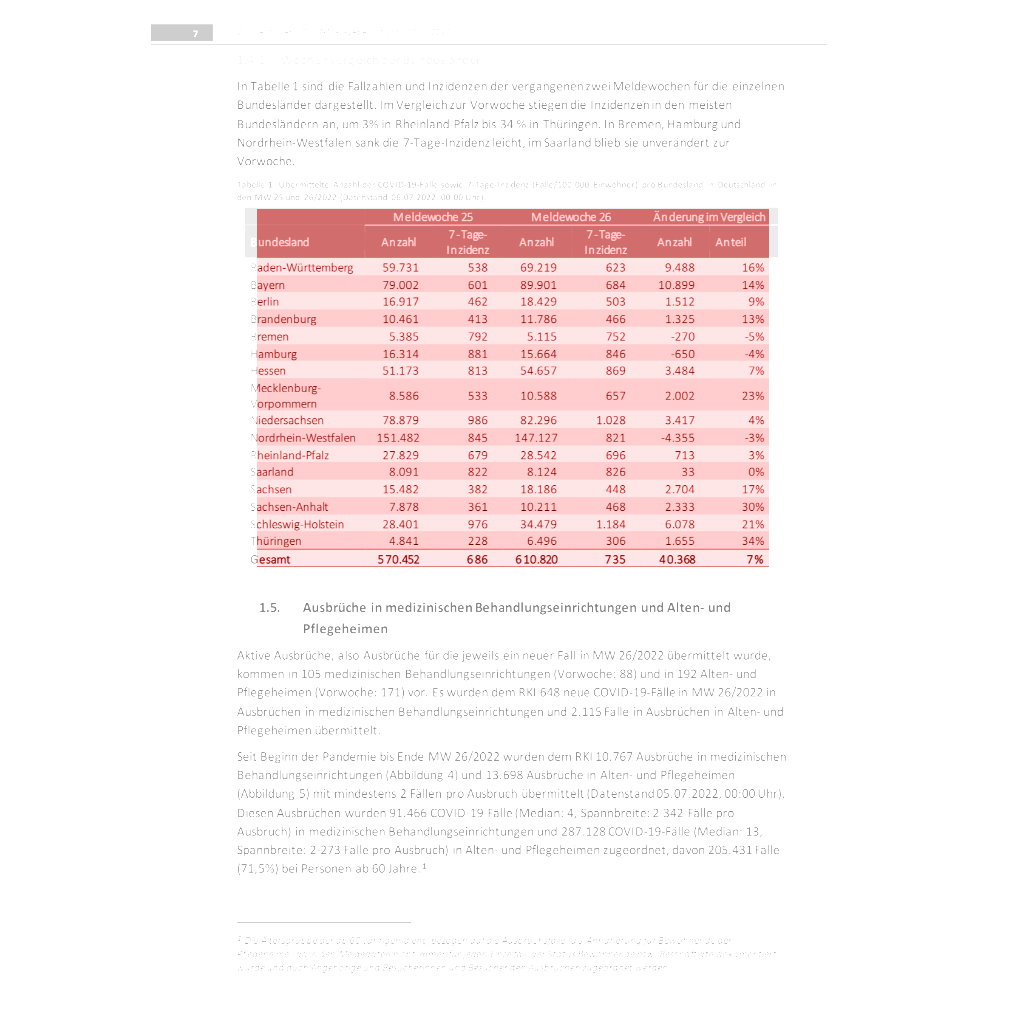 7
In Tabelle 1 sind die Fallzahlen und Inzidenzen der vergangenen zwei Meldewochen für die einzelnen
Bundesländer dargestellt. Im Vergleich zur Vorwoche stiegen die Inzidenzen in den meisten
Bundesländern an, um 3% in Rheinland-Pfalz bis 34 % in Thüringen. In Bremen, Hamburg und
Nordrhein-Westfalen sank die 7-Tage-Inzidenz leicht, im Saarland blieb sie unverändert zur
Vorwoche.
Tabelle 1: Übermittelte Anzahl der COVID-19-Fälle sowie 7-Tage-Inzidenz (Fälle/100.000 Einwohner) pro Bundesland in Deutschland in
den MW 25 und 26/2022 (Datenstand 05.07.2022, 00:00 Uhr).
Meldewoche 25 Meldewoche 26 Änderung im Vergleich
Bundesland Anzahl 7-Tage-Inzidenz Anzahl 7-Tage-Inzidenz Anzahl Anteil
Baden-Württemberg 59.731 538 69.219 623 9.488 16%
Bayern 79.002 601 89.901 684 10.899 14%
Berlin 16.917 462 18.429 503 1.512 9%
Brandenburg 10.461 413 11.786 466 1.325 13%
Bremen 5.385 792 5.115 752 -270 -5%
Hamburg 16.314 881 15.664 846 -650 -4%
Hessen 51.173 813 54.657 869 3.484 7%
Mecklenburg-
Vorpommern 8.586 533 10.588 657 2.002 23%
Niedersachsen 78.879 986 82.296 1.028 3.417 4%
Nordrhein-Westfalen 151.482 845 147.127 821 -4.355 -3%
Rheinland-Pfalz 27.829 679 28.542 696 713 3%
Saarland 8.091 822 8.124 826 33 0%
Sachsen 15.482 382 18.186 448 2.704 17%
Sachsen-Anhalt 7.878 361 10.211 468 2.333 30%
Schleswig-Holstein 28.401 976 34.479 1.184 6.078 21%
Thüringen 4.841 228 6.496 306 1.655 34%
Gesamt 570.452 686 610.820 735 40.368 7%
1.5. Ausbrüche in medizinischen Behandlungseinrichtungen und Alten- und
Pflegeheimen
Aktive Ausbrüche, also Ausbrüche für die jeweils ein neuer Fall in MW 26/2022 übermittelt wurde,
kommen in 105 medizinischen Behandlungseinrichtungen (Vorwoche: 88) und in 192 Alten- und
Pflegeheimen (Vorwoche: 171) vor. Es wurden dem RKI 648 neue COVID-19-Fälle in MW 26/2022 in
Ausbrüchen in medizinischen Behandlungseinrichtungen und 2.115 Fälle in Ausbrüchen in Alten- und
Pflegeheimen übermittelt.
Seit Beginn der Pandemie bis Ende MW 26/2022 wurden dem RKI 10.767 Ausbrüche in medizinischen
Behandlungseinrichtungen (Abbildung 4) und 13.698 Ausbrüche in Alten- und Pflegeheimen
(Abbildung 5) mit mindestens 2 Fällen pro Ausbruch übermittelt (Datenstand 05.07.2022, 00:00 Uhr).
Diesen Ausbrüchen wurden 91.466 COVID-19-Fälle (Median: 4, Spannbreite: 2-342 Fälle pro
Ausbruch) in medizinischen Behandlungseinrichtungen und 287.128 COVID-19-Fälle (Median: 13,
Spannbreite: 2-273 Fälle pro Ausbruch) in Alten- und Pflegeheimen zugeordnet, davon 205.431 Fälle
(71,5%) bei Personen ab 60 Jahre.¹